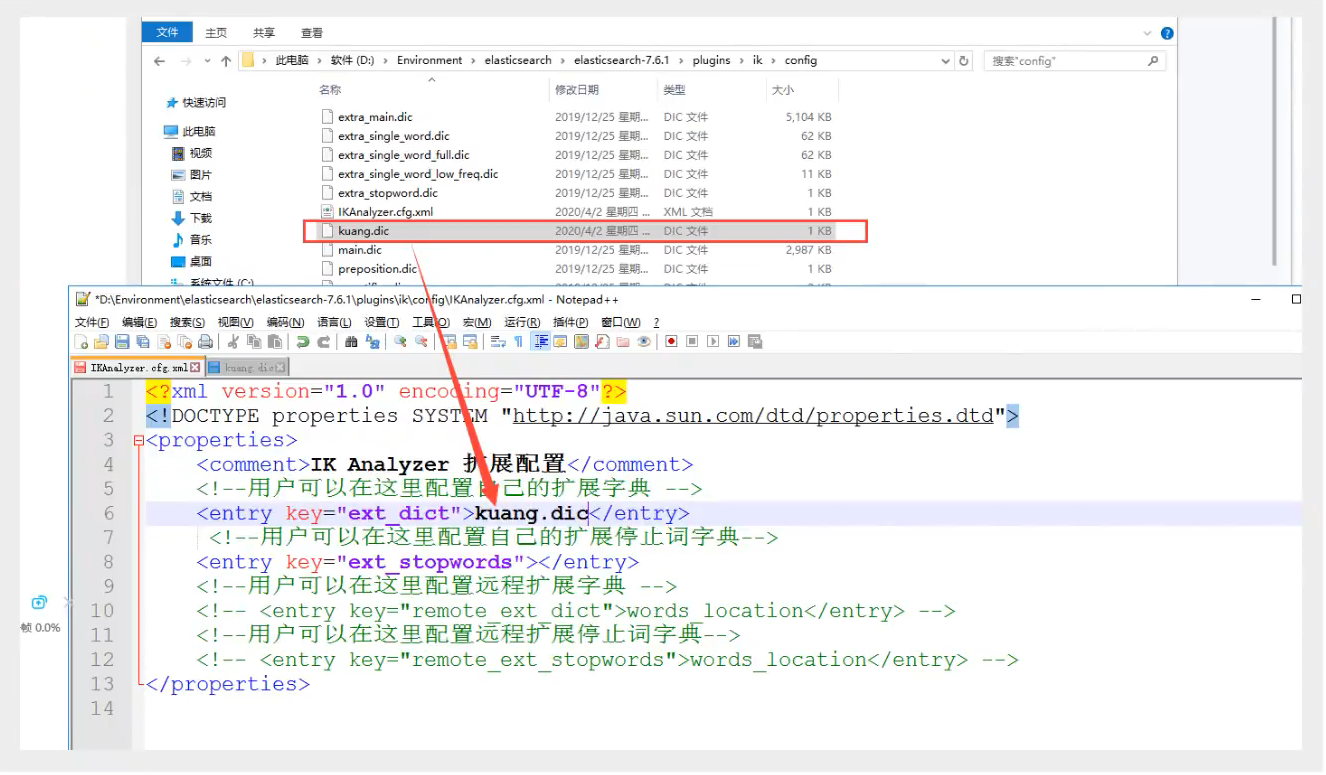 文件 主页 共享 查看
此电脑 › 软件 (D:) › Environment › elasticsearch › elasticsearch-7.6.1 › plugins › ik › config 搜索"config"
名称 修改日期 类型 大小
快速访问
此电脑
视频
图片
文档
下载
音乐
桌面
系统文件 (C:)
extra_main.dic 2019/12/25 星期... DIC 文件 5,104 KB
extra_single_word.dic 2019/12/25 星期... DIC 文件 62 KB
extra_single_word_full.dic 2019/12/25 星期... DIC 文件 62 KB
extra_single_word_low_freq.dic 2019/12/25 星期... DIC 文件 11 KB
extra_stopword.dic 2019/12/25 星期... DIC 文件 1 KB
IKAnalyzer.cfg.xml 2020/4/2 星期四 ... XML 文档 1 KB
kuang.dic 2020/4/2 星期四 ... DIC 文件 1 KB
main.dic 2019/12/25 星期... DIC 文件 2,987 KB
preposition.dic 2019/12/25 星期... DIC 文件 1 KB
*D:\Environment\elasticsearch\elasticsearch-7.6.1\plugins\ik\config\IKAnalyzer.cfg.xml - Notepad++
文件(F) 编辑(E) 搜索(S) 视图(V) 编码(N) 语言(L) 设置(T) 工具(O) 宏(M) 运行(R) 插件(P) 窗口(W) ?
IKAnalyzer.cfg.xml kuang.dic
1 <?xml version="1.0" encoding="UTF-8"?>
2 <!DOCTYPE properties SYSTEM "http://java.sun.com/dtd/properties.dtd">
3 <properties>
4 <comment>IK Analyzer 扩展配置</comment>
5 <!--用户可以在这里配置自己的扩展字典 -->
6 <entry key="ext_dict">kuang.dic</entry>
7 <!--用户可以在这里配置自己的扩展停止词字典-->
8 <entry key="ext_stopwords"></entry>
9 <!--用户可以在这里配置远程扩展字典 -->
10 <!-- <entry key="remote_ext_dict">words_location</entry> -->
11 <!--用户可以在这里配置远程扩展停止词字典-->
12 <!-- <entry key="remote_ext_stopwords">words_location</entry> -->
13 </properties>
14
帧 0.0%